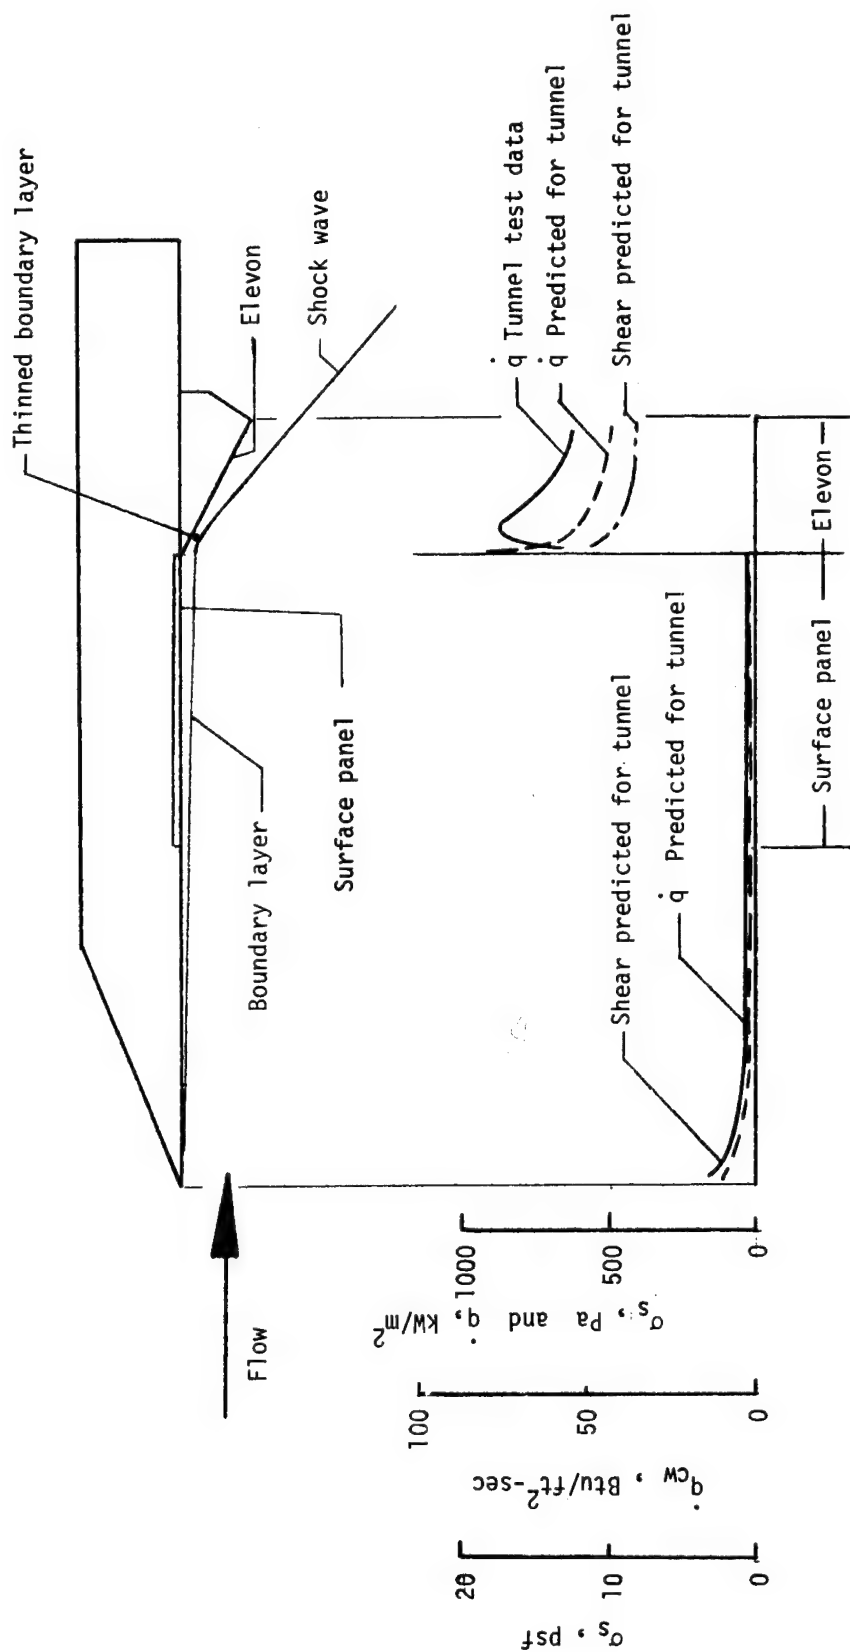 Thinned boundary layer
Elevon
Shock wave
Surface panel
Boundary layer
Flow
q̇ Tunnel test data
q̇ Predicted for tunnel
Shear predicted for tunnel
Shear predicted for tunnel
q̇ Predicted for tunnel
Surface panel
Elevon
1000
500
0
σs, Pa and q̇, kW/m²
100
50
0
q̇cw, Btu/ft²-sec
20
10
0
σs, psf